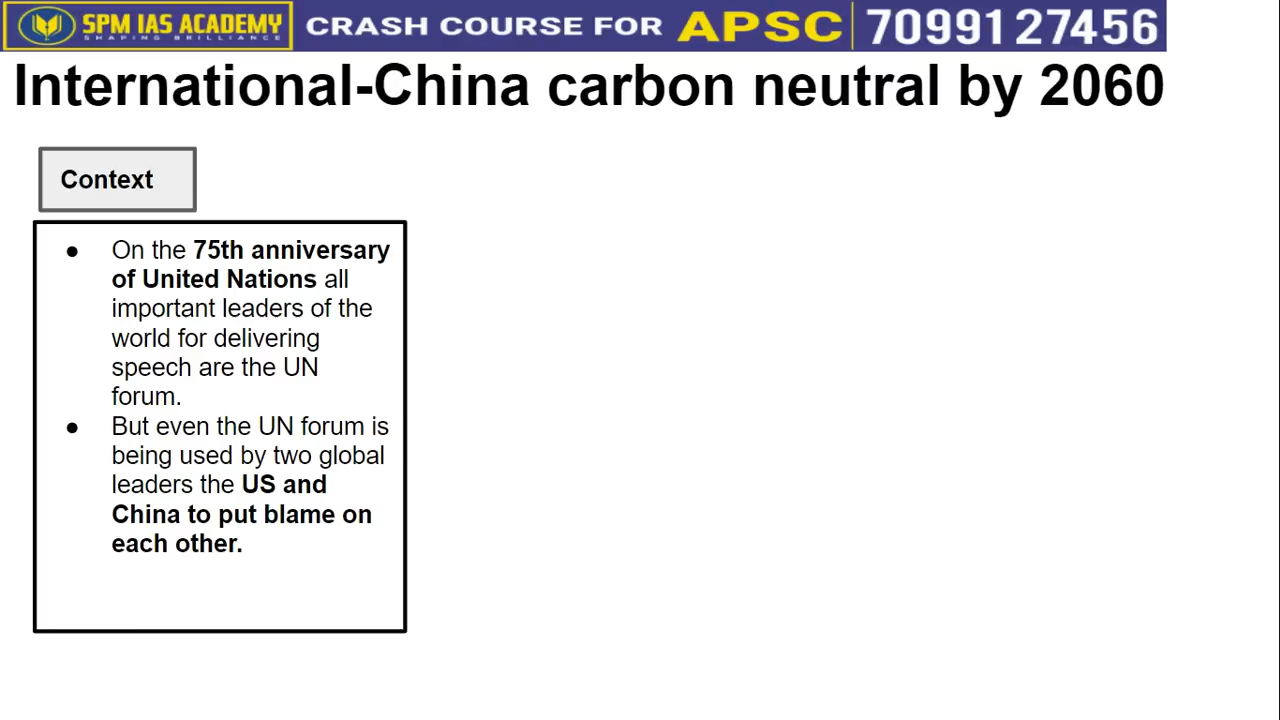 SPM IAS ACADEMY
SHAPING BRILLIANCE
CRASH COURSE FOR APSC 70991 27456
International-China carbon neutral by 2060
Context
● On the 75th anniversary
of United Nations all
important leaders of the
world for delivering
speech are the UN
forum.
● But even the UN forum is
being used by two global
leaders the US and
China to put blame on
each other.